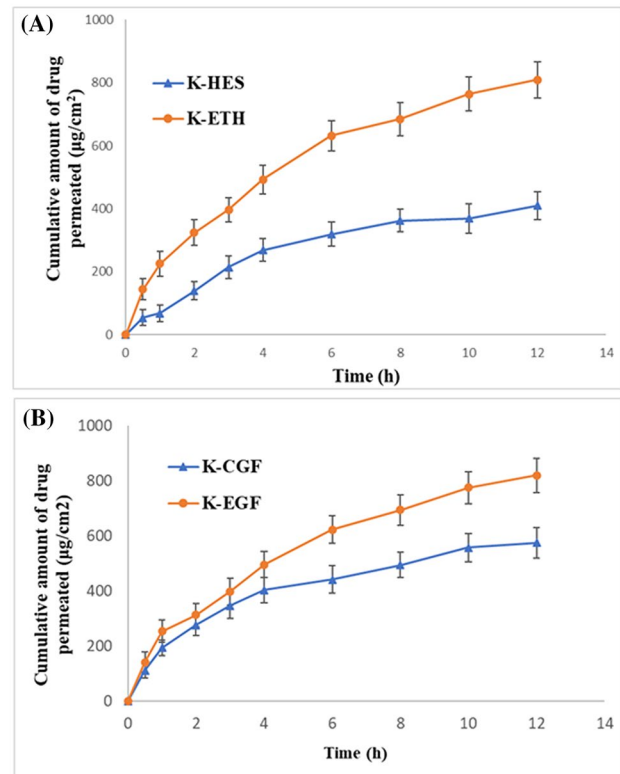 (A)
1000
800
600
400
200
0
K-HES
K-ETH
Cumulative amount of drug
permeated (µg/cm²)
0 2 4 6 8 10 12 14
Time (h)
(B)
1000
800
600
400
200
0
K-CGF
K-EGF
Cumulative amount of drug
permeated (µg/cm2)
0 2 4 6 8 10 12 14
Time (h)